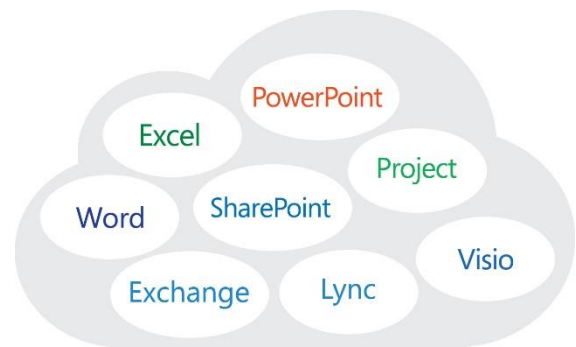 PowerPoint
Excel
Project
Word
SharePoint
Visio
Exchange
Lync